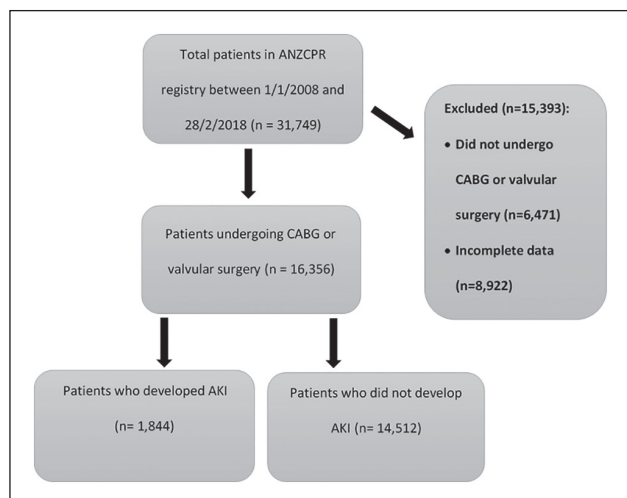 Total patients in ANZCPR
registry between 1/1/2008 and
28/2/2018 (n = 31,749)
Excluded (n=15,393):
• Did not undergo
CABG or valvular
surgery (n=6,471)
• Incomplete data
(n=8,922)
Patients undergoing CABG or
valvular surgery (n = 16,356)
Patients who developed AKI
(n= 1,844)
Patients who did not develop
AKI (n= 14,512)